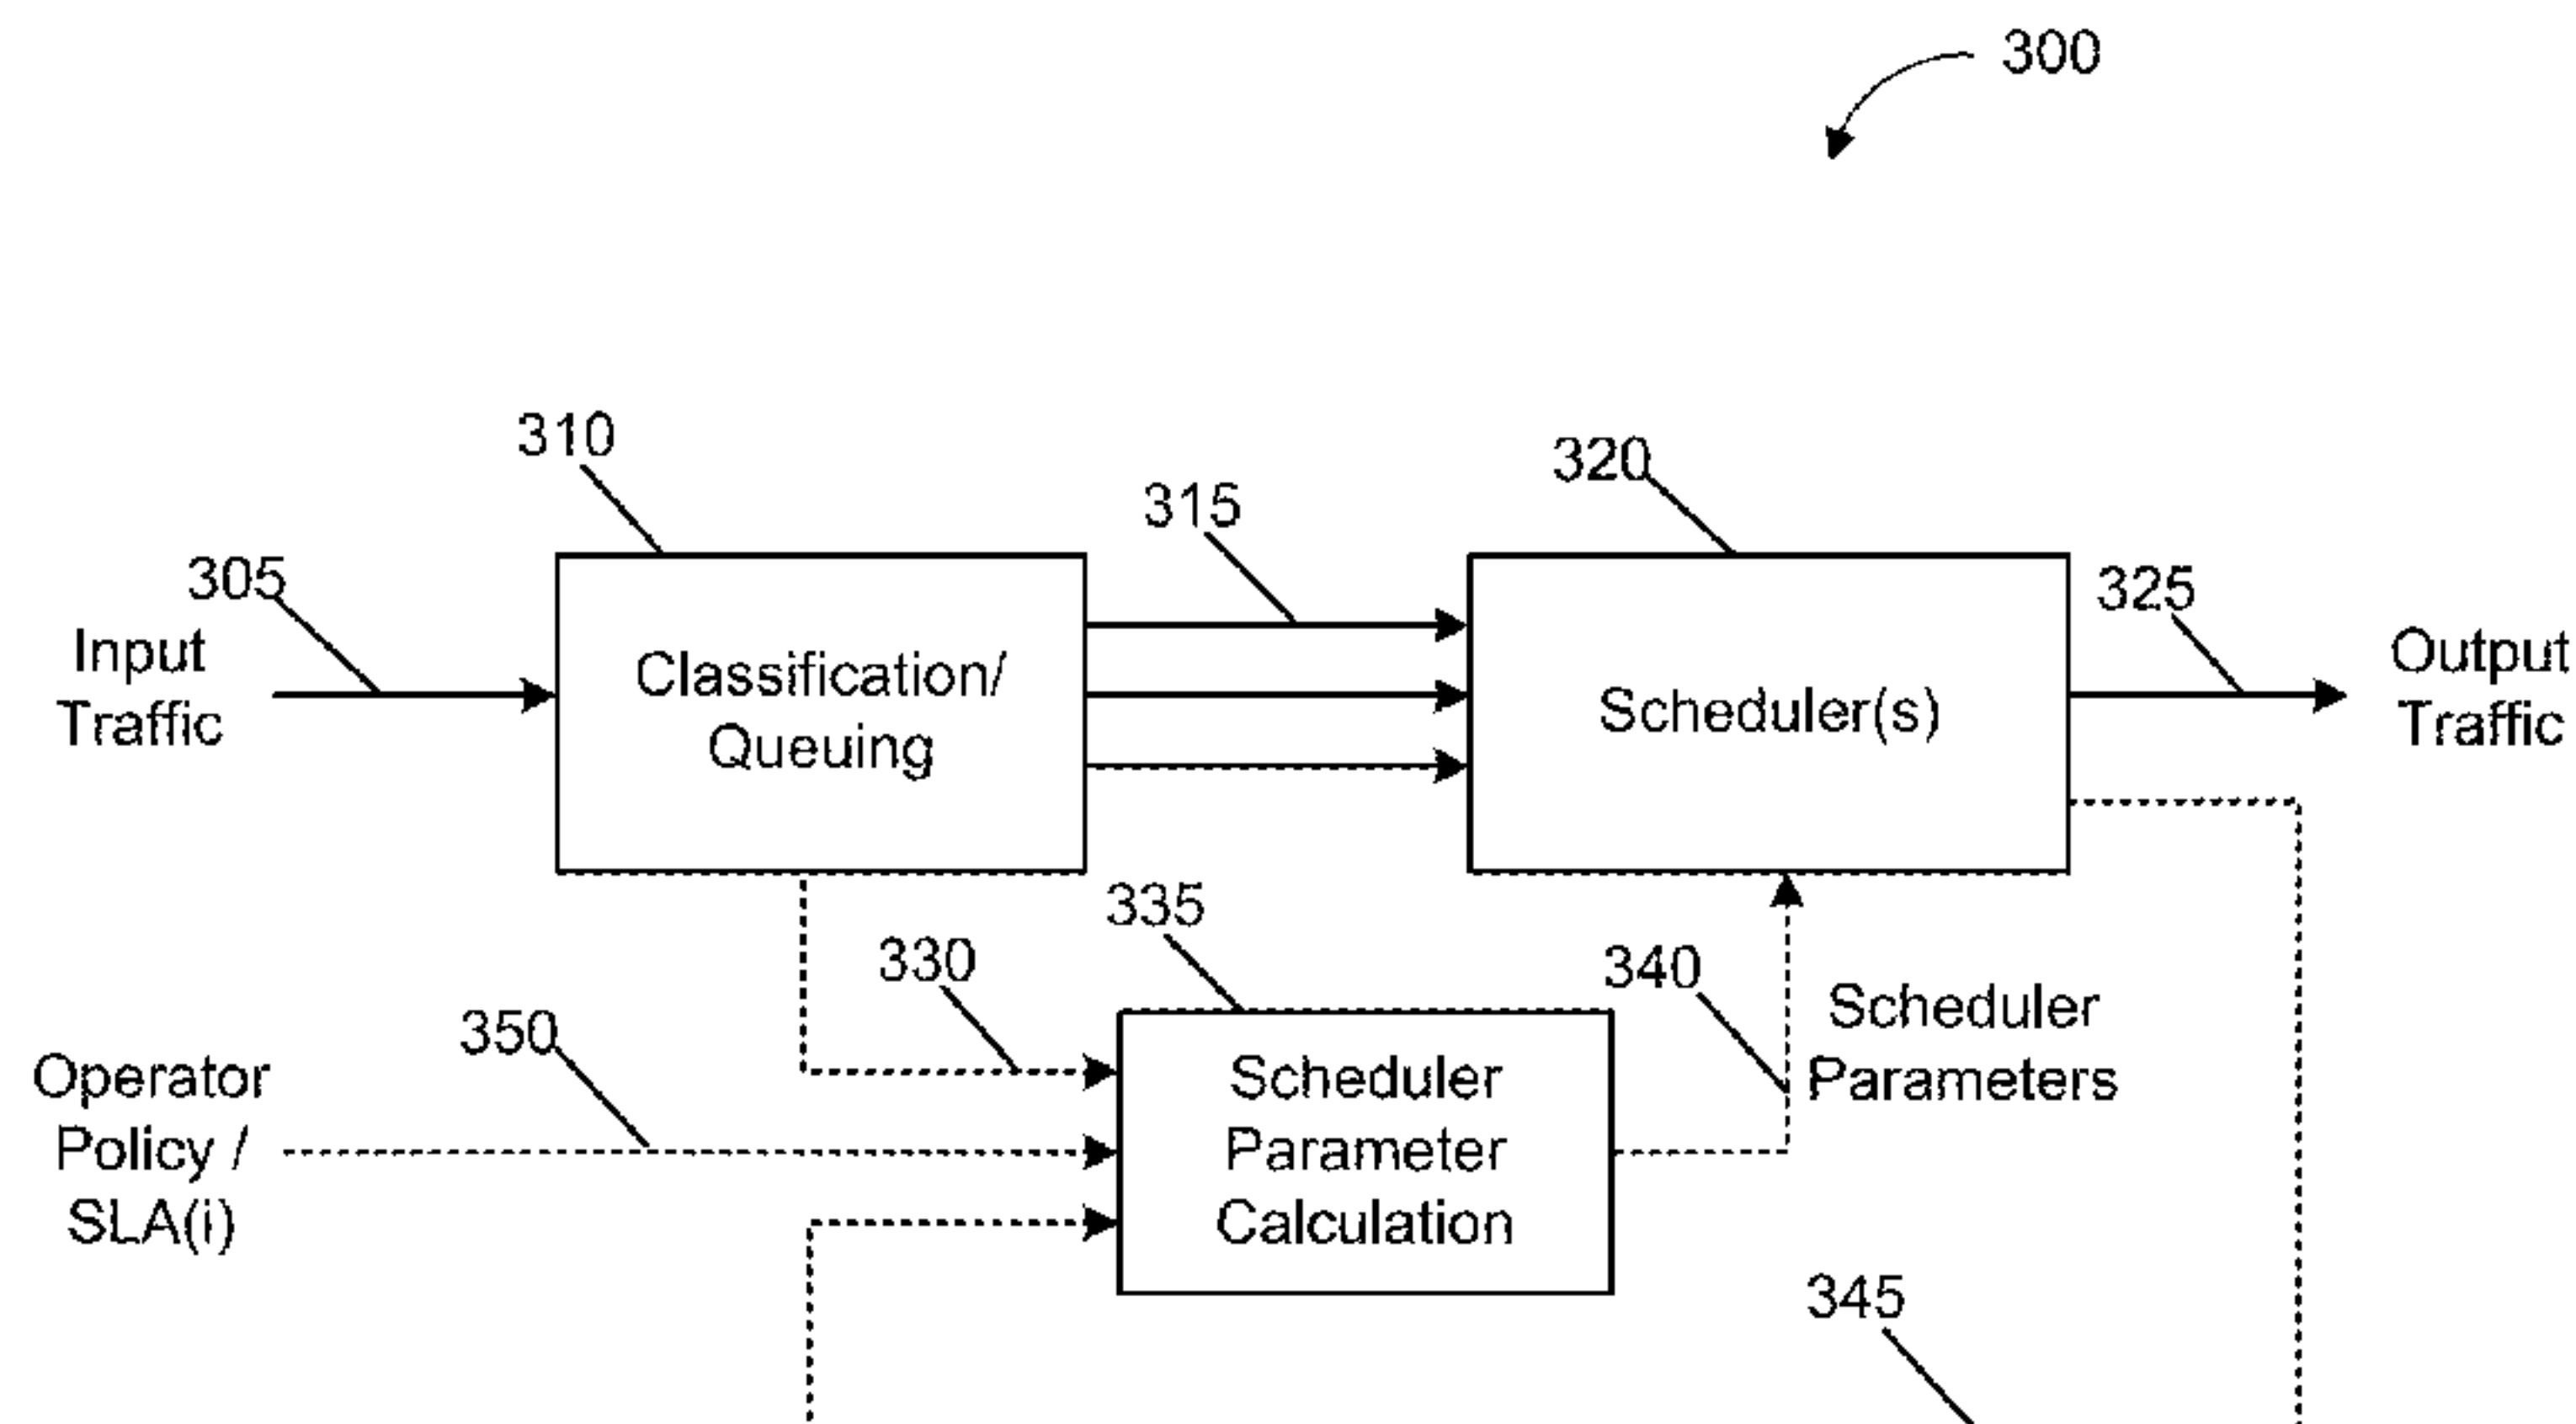 300
310
320
315
305
325
Input
Traffic
Classification/
Queuing
Scheduler(s)
Output
Traffic
335
330
340
350
Operator
Policy /
SLA(i)
Scheduler
Parameter
Calculation
Scheduler
Parameters
345